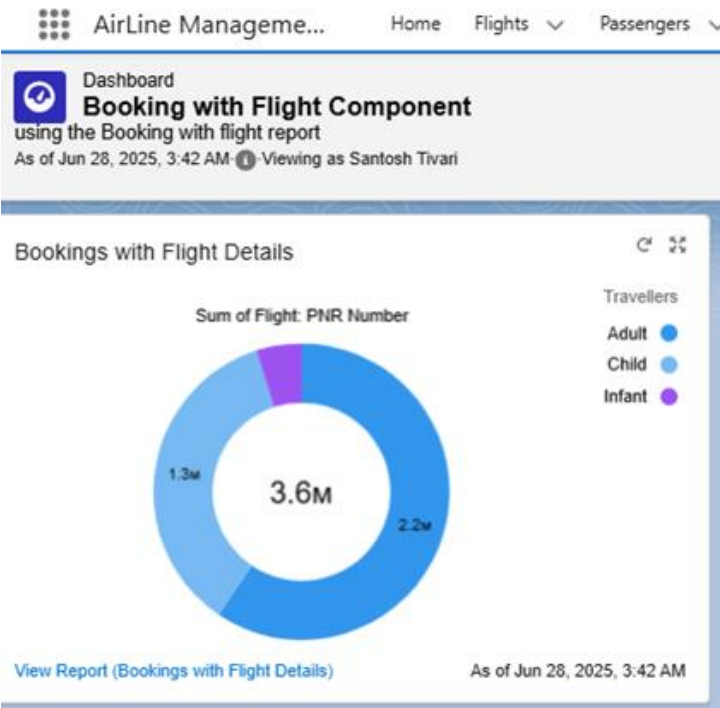 AirLine Manageme... Home Flights Passengers
Dashboard
Booking with Flight Component
using the Booking with flight report
As of Jun 28, 2025, 3:42 AM Viewing as Santosh Tivari
Bookings with Flight Details
Travellers
Sum of Flight: PNR Number
Adult
Child
Infant
1.3M
3.6M
2.2M
View Report (Bookings with Flight Details) As of Jun 28, 2025, 3:42 AM